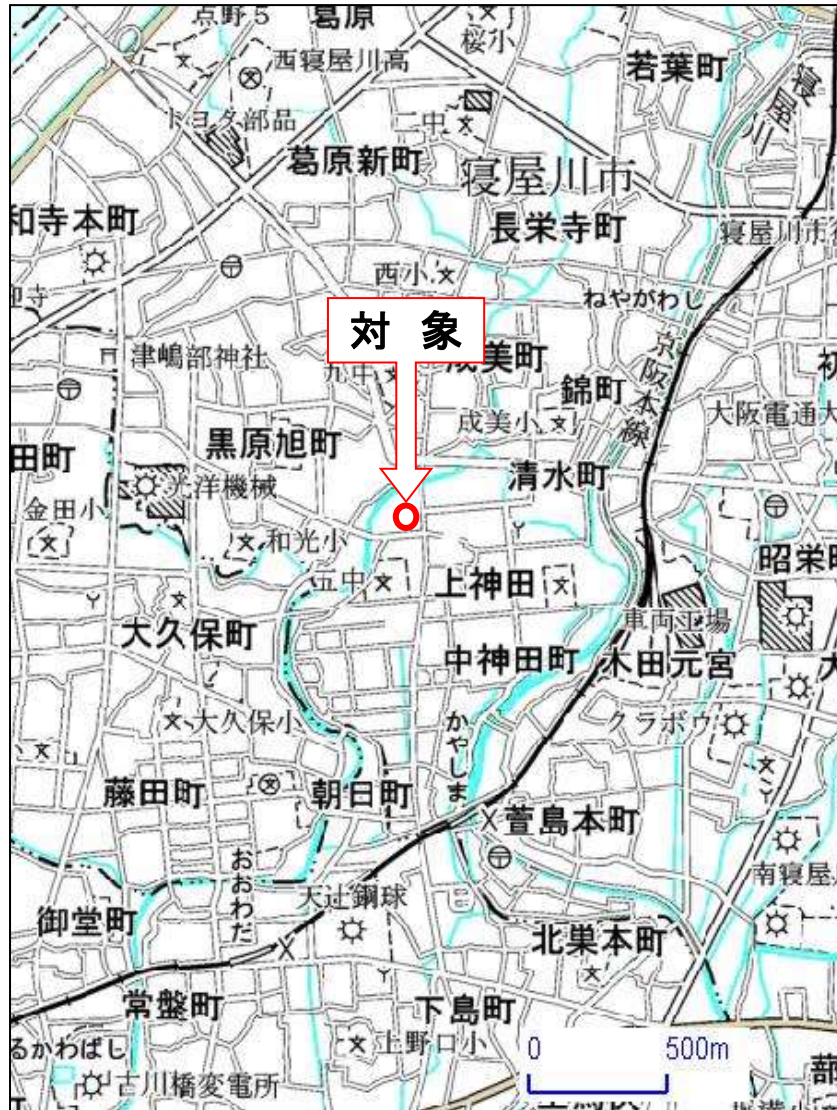 点野5
葛原
桜小
西寝屋川高
若葉町
寝屋川
トヨタ部品
二中
葛原新町
寝屋川市
和寺本町
長栄寺町
寝屋川市
西小
ねやがわし
対 象
津嶋部神社
九中
成美町
京阪本線
錦町
初
成美小
大阪電通大
田町
黒原旭町
光洋機械
清水町
金田小
和光小
五中
上神田
昭栄町
大久保町
車両工場
中神田町
木田元宮
大
大久保小
かやしま
クラボウ
藤田町
朝日町
萱島本町
おおわだ
天辻鋼球
南寝屋
御堂町
北巣本町
常盤町
下島町
るかわばし
上野口小
0 500m
古川橋変電所
部